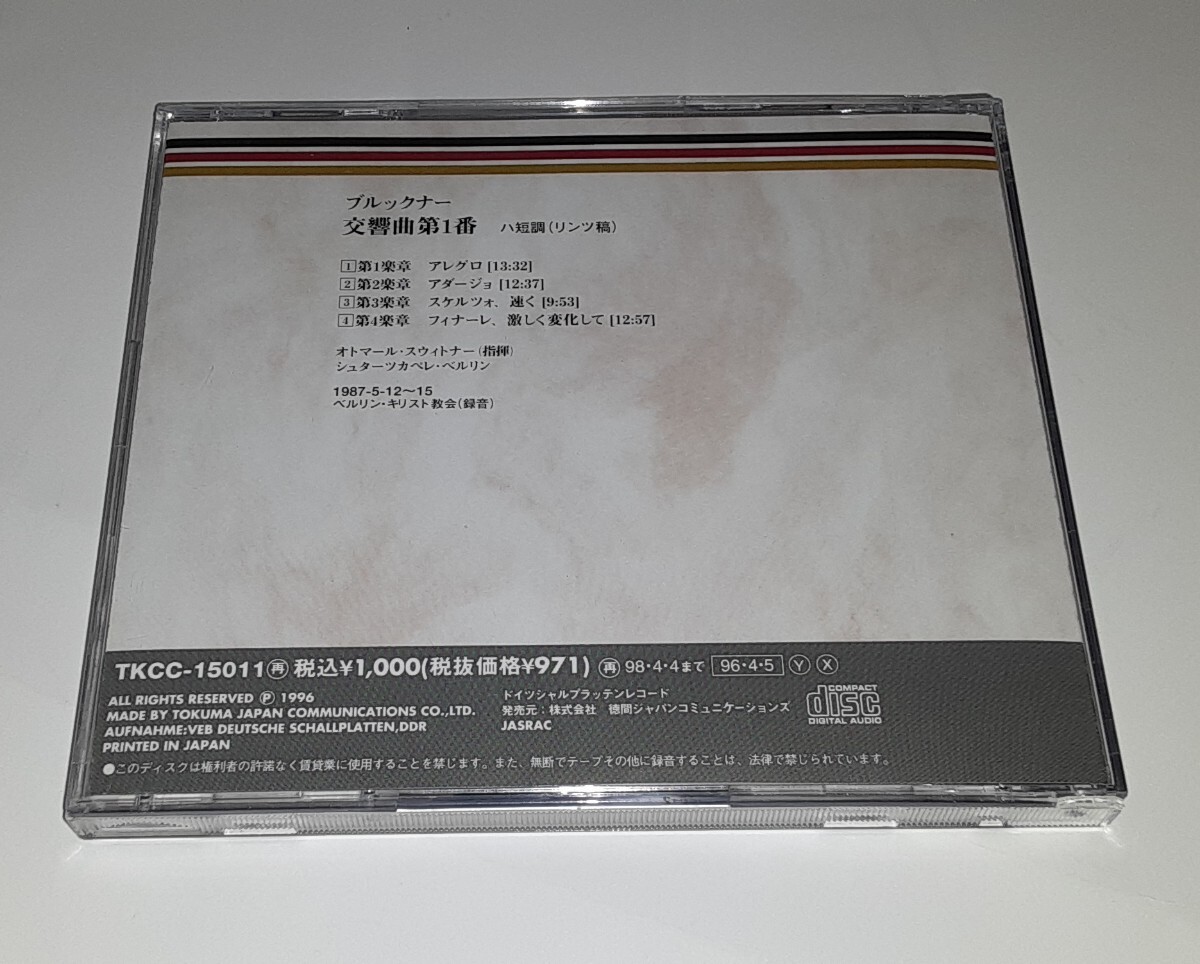 ブルックナー
交響曲第1番 ハ短調(リンツ稿)
1 第1楽章 アレグロ [13:32]
2 第2楽章 アダージョ [12:37]
3 第3楽章 スケルツォ、速く [9:53]
4 第4楽章 フィナーレ、激しく変化して [12:57]
オトマール・スウィトナー(指揮)
シュターツカペレ・ベルリン
1987-5-12〜15
ベルリン・キリスト教会(録音)
TKCC-15011 ㊢ 税込¥1,000(税抜価格¥971) 再 98・4・4まで 96・4・5 Ⓨ Ⓧ
ALL RIGHTS RESERVED Ⓟ 1996
MADE BY TOKUMA JAPAN COMMUNICATIONS CO.,LTD.
AUFNAHME:VEB DEUTSCHE SCHALLPLATTEN,DDR
PRINTED IN JAPAN
ドイツシャルプラッテンレコード
発売元:株式会社 徳間ジャパンコミュニケーションズ
JASRAC
COMPACT
disc
DIGITAL AUDIO
●このディスクは権利者の許諾なく賃貸業に使用することを禁じます。また、無断でテープその他に録音することは、法律で禁じられています。